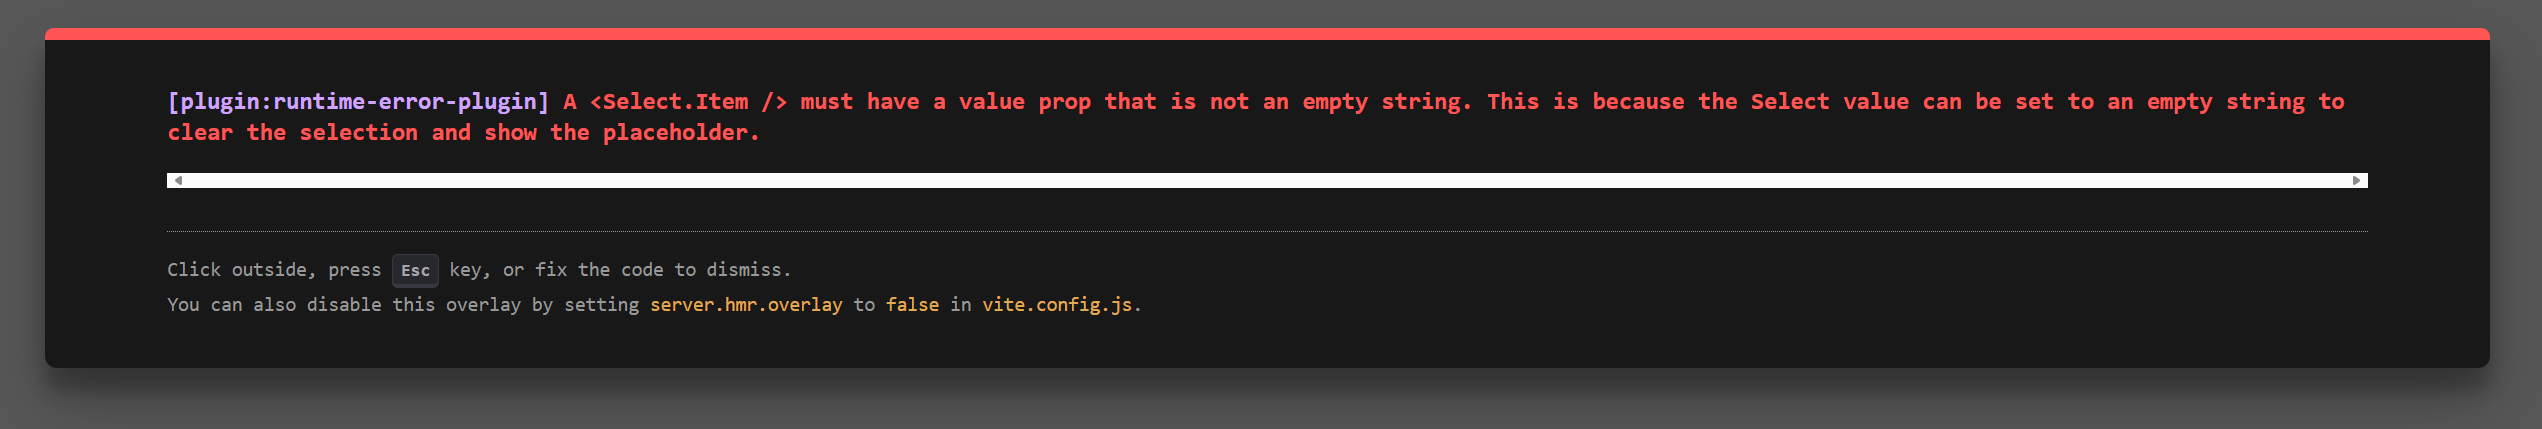 [plugin:runtime-error-plugin] A <Select.Item /> must have a value prop that is not an empty string. This is because the Select value can be set to an empty string to
clear the selection and show the placeholder.
Click outside, press Esc key, or fix the code to dismiss.
You can also disable this overlay by setting server.hmr.overlay to false in vite.config.js.